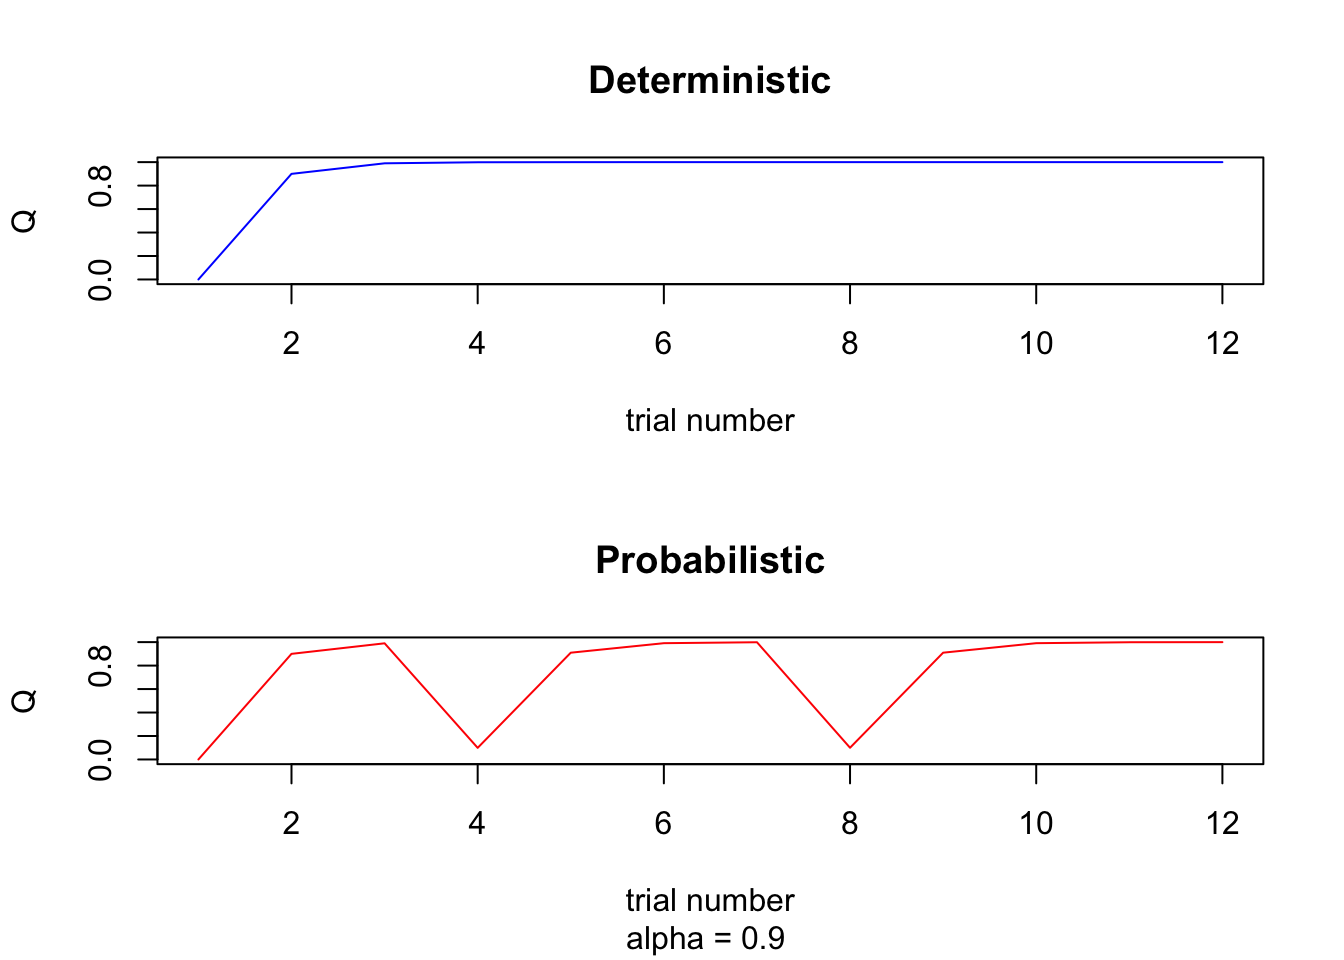 Deterministic
Q
0.8
0.0
2 4 6 8 10 12
trial number
Probabilistic
Q
0.8
0.0
2 4 6 8 10 12
trial number
alpha = 0.9